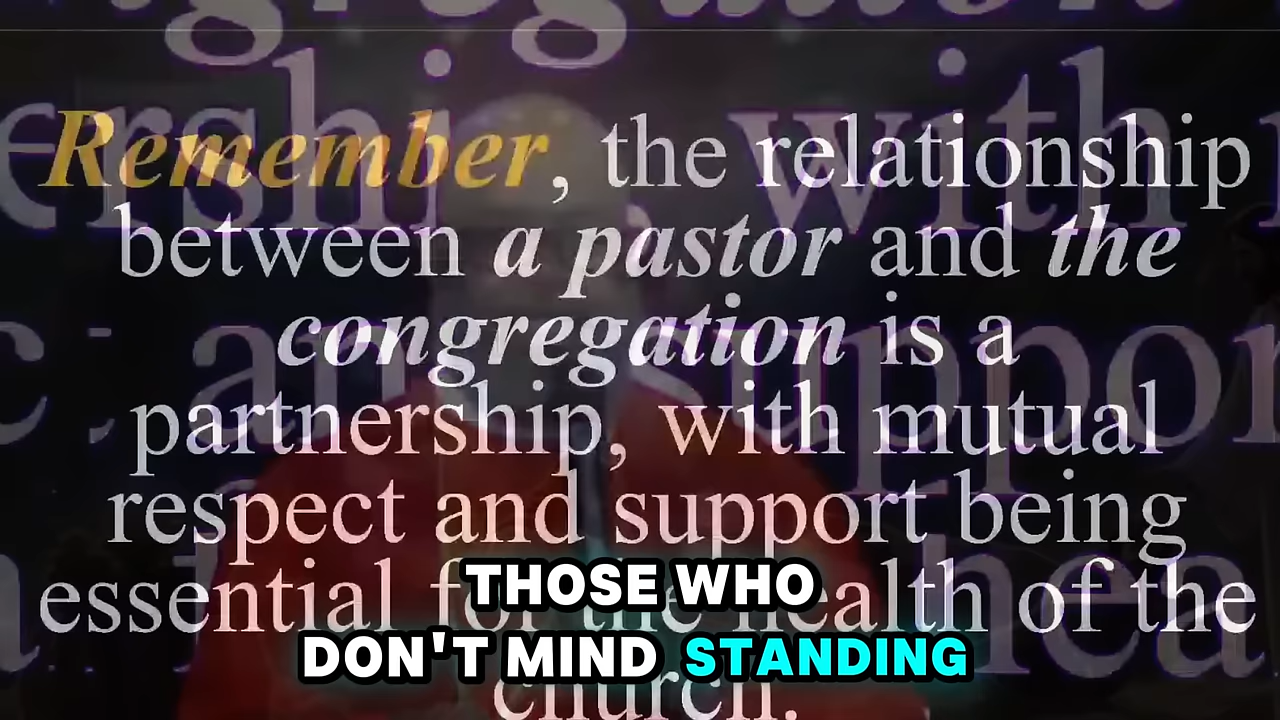 Remember, the relationship
between a pastor and the
congregation is a
partnership, with mutual
respect and support being
essential for the health of the
church.
THOSE WHO
DON'T MIND STANDING